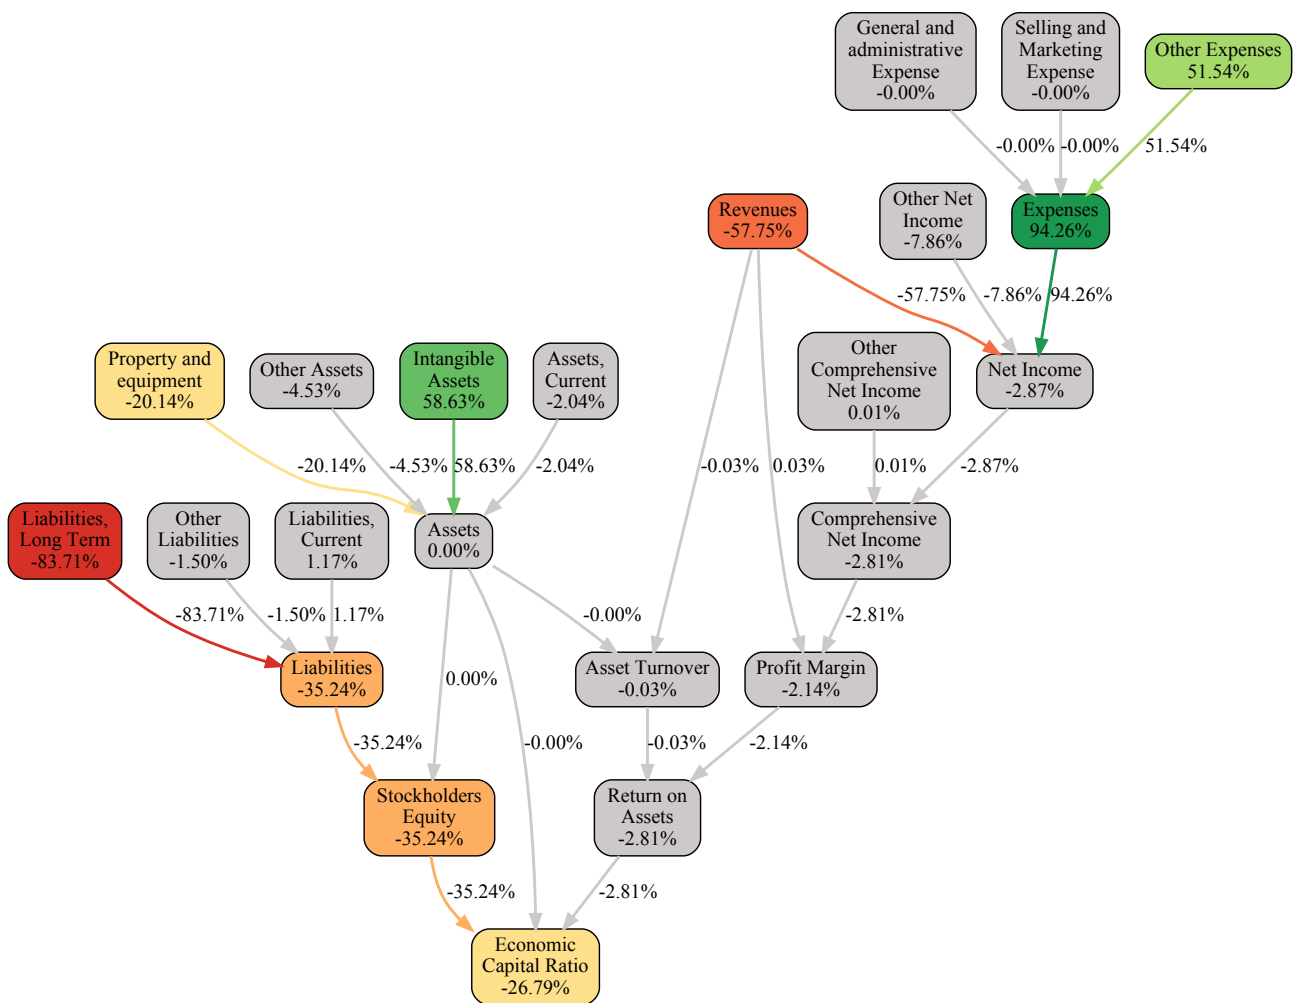 General and
administrative
Expense
-0.00%
Selling and
Marketing
Expense
-0.00%
Other Expenses
51.54%
-0.00%
-0.00%
51.54%
Revenues
-57.75%
Other Net
Income
-7.86%
Expenses
94.26%
-57.75%
-7.86%
94.26%
Property and
equipment
-20.14%
Other Assets
-4.53%
Intangible
Assets
58.63%
Assets,
Current
-2.04%
Other
Comprehensive
Net Income
0.01%
Net Income
-2.87%
-20.14%
-4.53%
58.63%
-2.04%
-0.03%
0.03%
0.01%
-2.87%
Liabilities,
Long Term
-83.71%
Other
Liabilities
-1.50%
Liabilities,
Current
1.17%
Assets
0.00%
Comprehensive
Net Income
-2.81%
-83.71%
-1.50%
1.17%
-0.00%
-2.81%
Liabilities
-35.24%
0.00%
Asset Turnover
-0.03%
Profit Margin
-2.14%
-35.24%
-0.00%
-0.03%
-2.14%
Stockholders
Equity
-35.24%
Return on
Assets
-2.81%
-35.24%
-2.81%
Economic
Capital Ratio
-26.79%